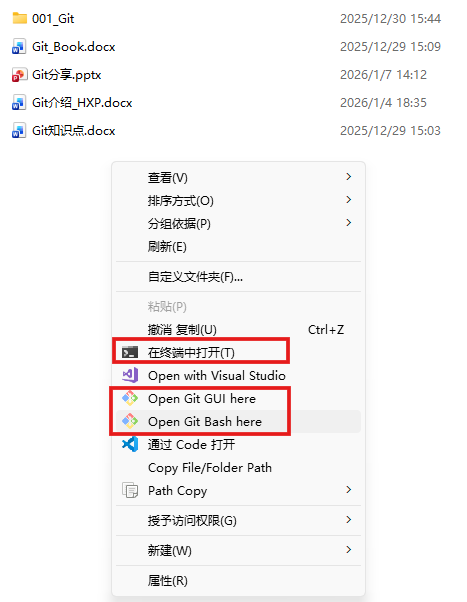 001_Git 2025/12/30 15:44
Git_Book.docx 2025/12/29 15:09
Git分享.pptx 2026/1/7 14:12
Git介绍_HXP.docx 2026/1/4 18:35
Git知识点.docx 2025/12/29 15:03
查看(V)
排序方式(O)
分组依据(P)
刷新(E)
自定义文件夹(F)...
粘贴(P)
撤消 复制(U) Ctrl+Z
在终端中打开(T)
Open with Visual Studio
Open Git GUI here
Open Git Bash here
通过 Code 打开
Copy File/Folder Path
Path Copy
授予访问权限(G)
新建(W)
属性(R)